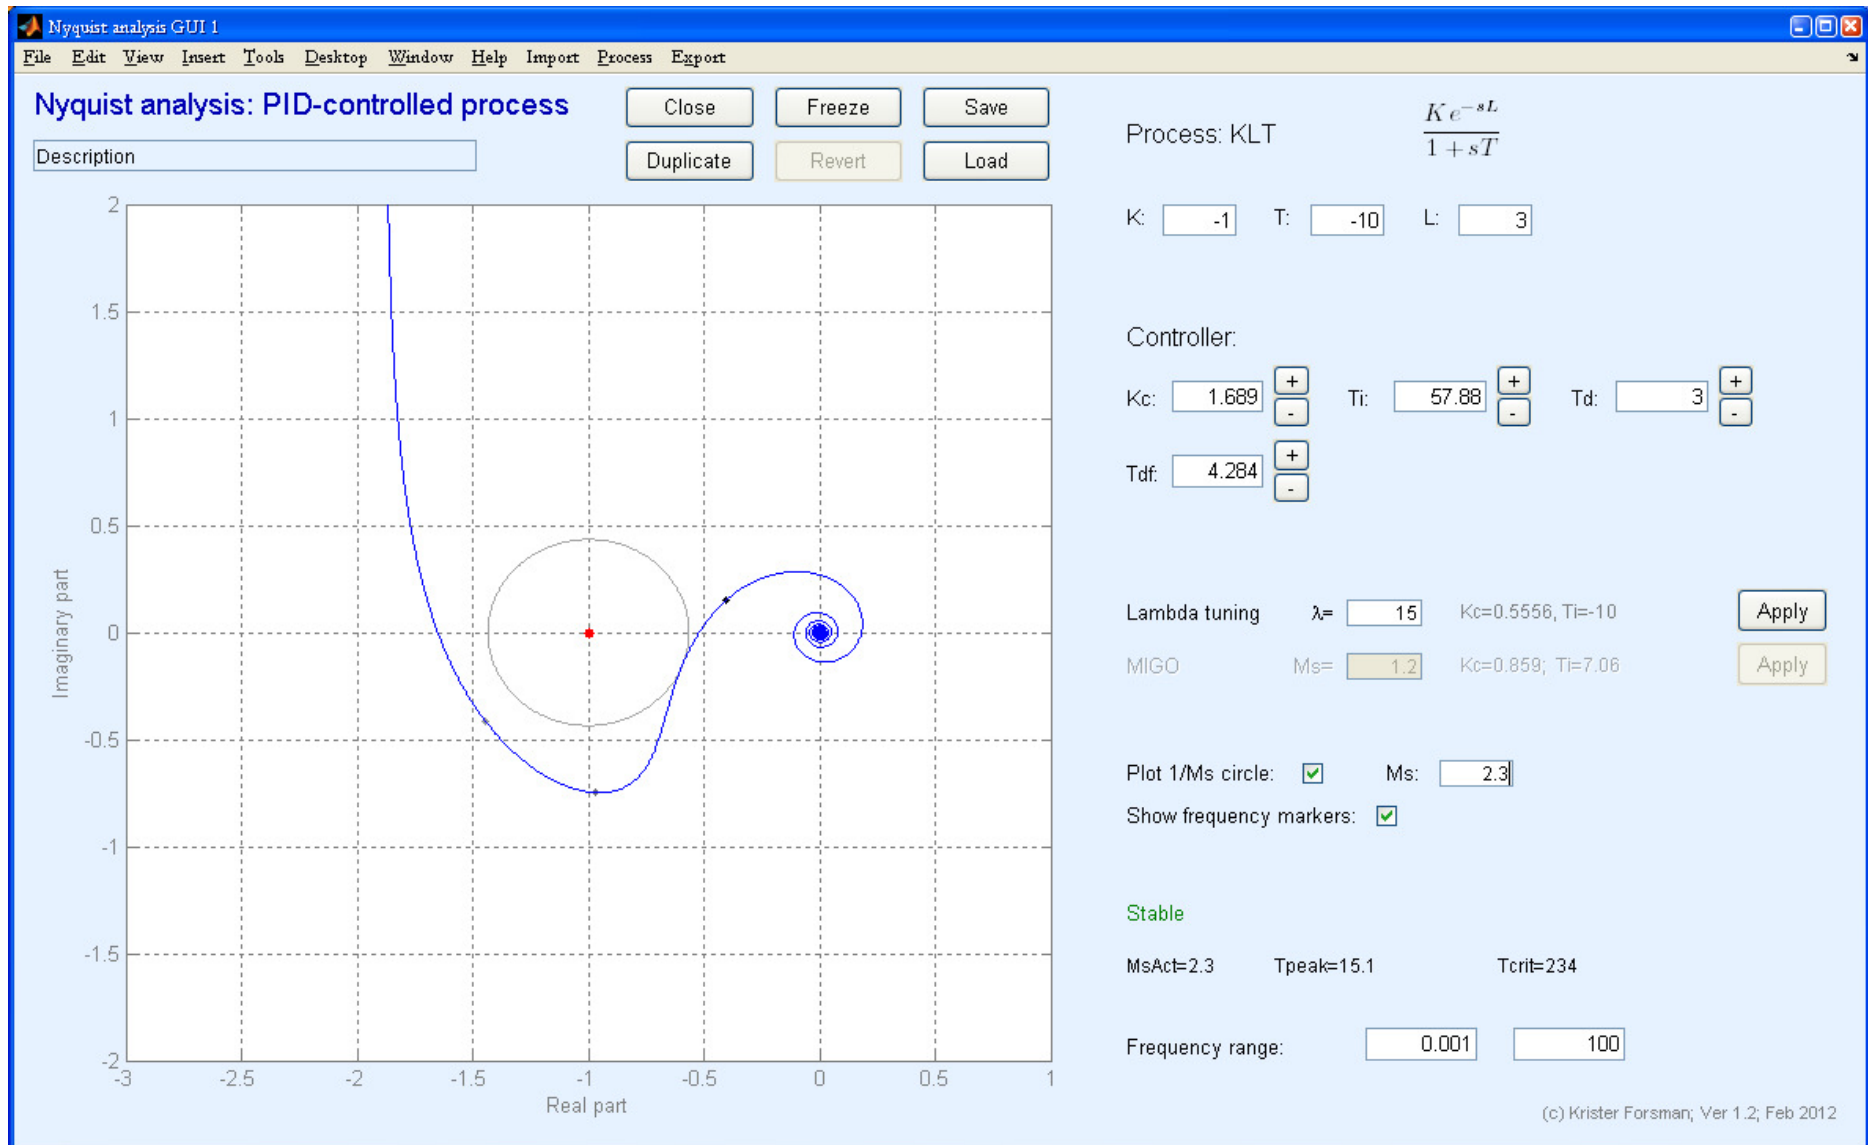 Nyquist analysis GUI 1
File Edit View Insert Tools Desktop Window Help Import Process Export
Nyquist analysis: PID-controlled process
Close Freeze Save
Description
Duplicate Revert Load
Process: KLT
K e^{-sL}
1 + sT
K: -1 T: -10 L: 3
Controller:
Kc: 1.689 + - Ti: 57.88 + - Td: 3 + -
Tdf: 4.284 + -
Lambda tuning λ= 15 Kc=0.5556, Ti=-10 Apply
MIGO Ms= 1.2 Kc=0.859; Ti=7.06 Apply
Plot 1/Ms circle: Ms: 2.3
Show frequency markers:
Stable
MsAct=2.3 Tpeak=15.1 Tcrit=234
Frequency range: 0.001 100
(c) Krister Forsman; Ver 1.2; Feb 2012
2
1.5
1
0.5
0
-0.5
-1
-1.5
-2
Imaginary part
-3 -2.5 -2 -1.5 -1 -0.5 0 0.5 1
Real part